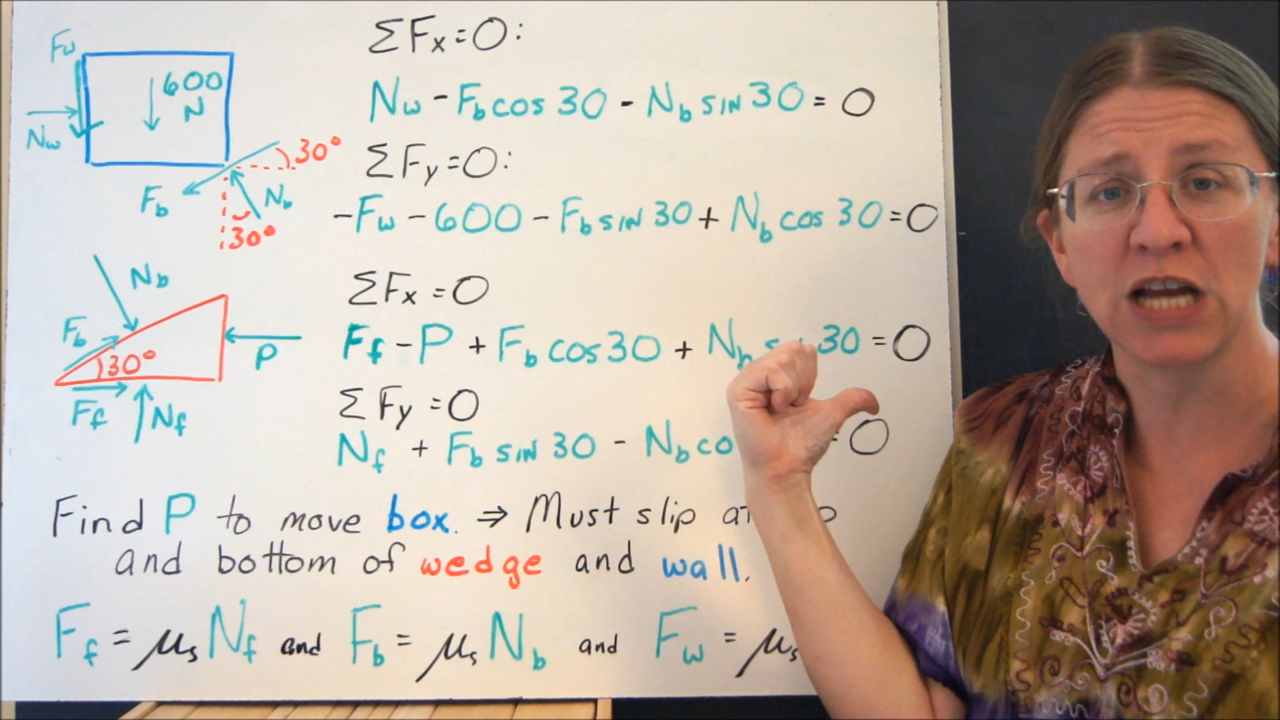 ΣFx=0:
Nw - Fb cos 30 - Nb sin 30 = 0
ΣFy=0:
-Fw - 600 - Fb sin 30 + Nb cos 30 = 0
Fw
600
N
Nw
30°
Fb
Nb
30°
ΣFx=0
Ff - P + Fb cos 30 + Nb 30 = 0
ΣFy=0
Nf + Fb sin 30 - Nb = 0
Nb
Fb
30°
P
Ff
Nf
Find P to move box. ⇒ Must slip
and bottom of wedge and wall.
Ff = μs Nf and Fb = μs Nb and Fw = μs